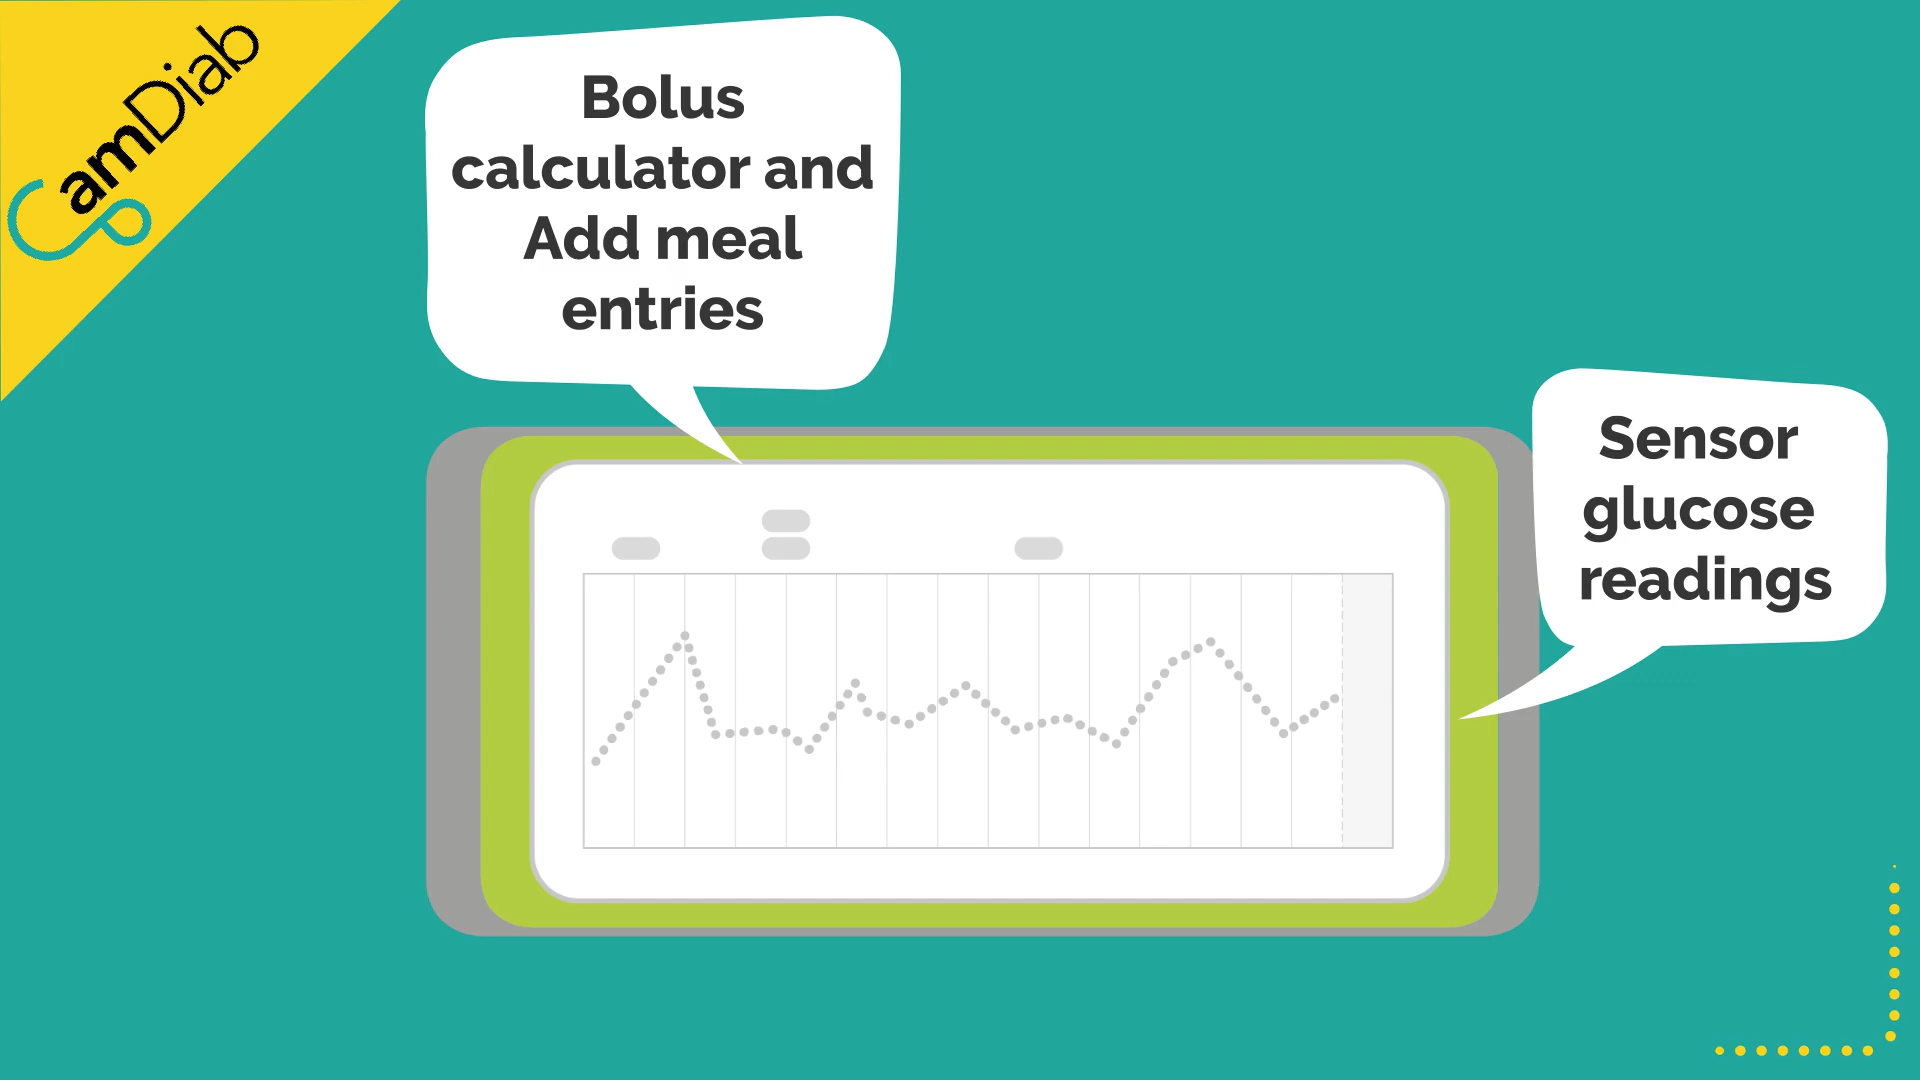 CamDiab
Bolus
calculator and
Add meal
entries
Sensor
glucose
readings